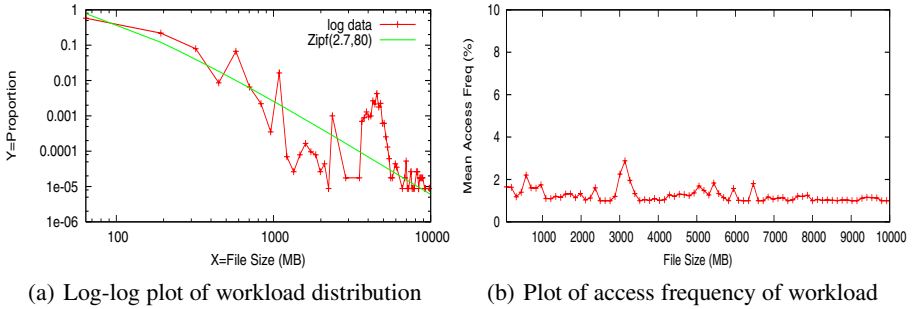 1
0.1
0.01
0.001
0.0001
1e-05
1e-06
Y=Proportion
100
1000
10000
X=File Size (MB)
log data
Zipf(2.7,80)
(a) Log-log plot of workload distribution
10
8
6
4
2
0
Mean Access Freq (%)
1000 2000 3000 4000 5000 6000 7000 8000 9000 10000
File Size (MB)
(b) Plot of access frequency of workload